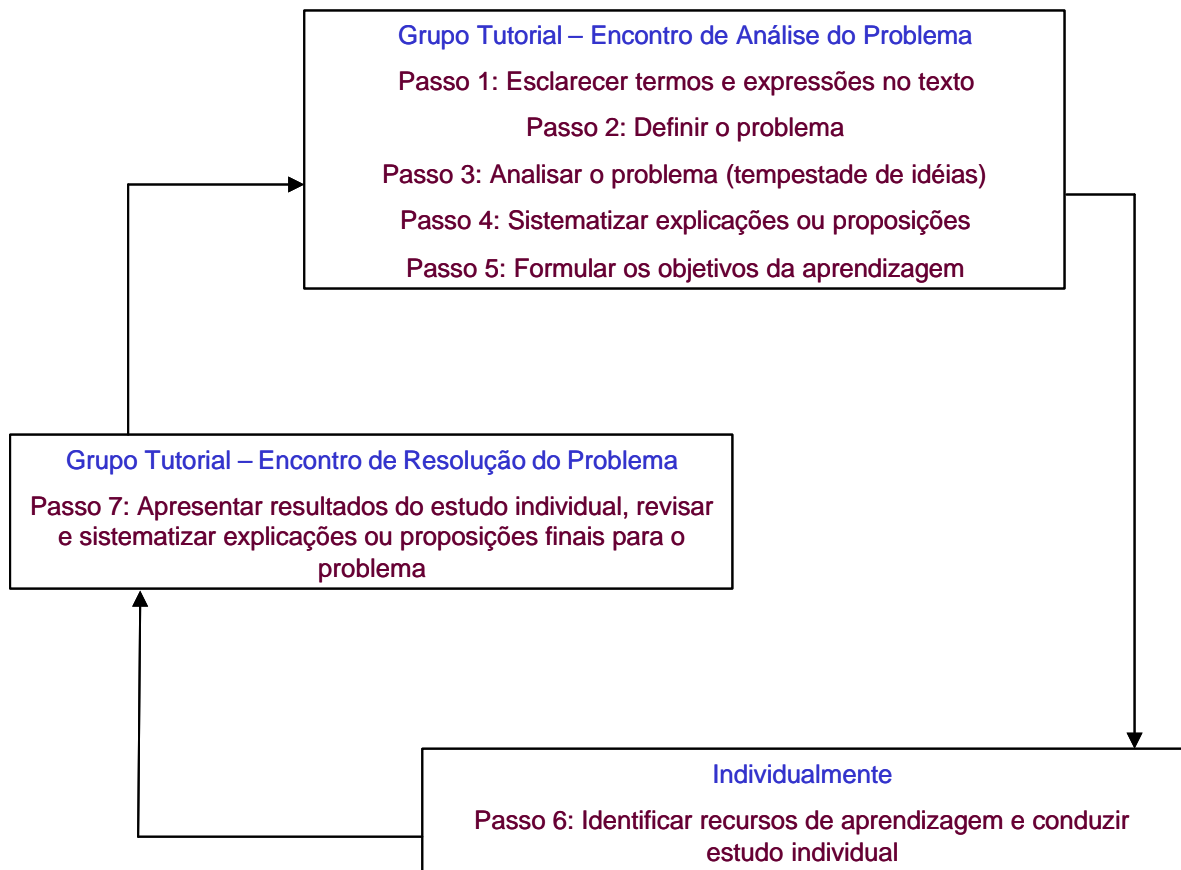 Grupo Tutorial – Encontro de Análise do Problema
Passo 1: Esclarecer termos e expressões no texto
Passo 2: Definir o problema
Passo 3: Analisar o problema (tempestade de idéias)
Passo 4: Sistematizar explicações ou proposições
Passo 5: Formular os objetivos da aprendizagem
Grupo Tutorial – Encontro de Resolução do Problema
Passo 7: Apresentar resultados do estudo individual, revisar
e sistematizar explicações ou proposições finais para o
problema
Individualmente
Passo 6: Identificar recursos de aprendizagem e conduzir
estudo individual